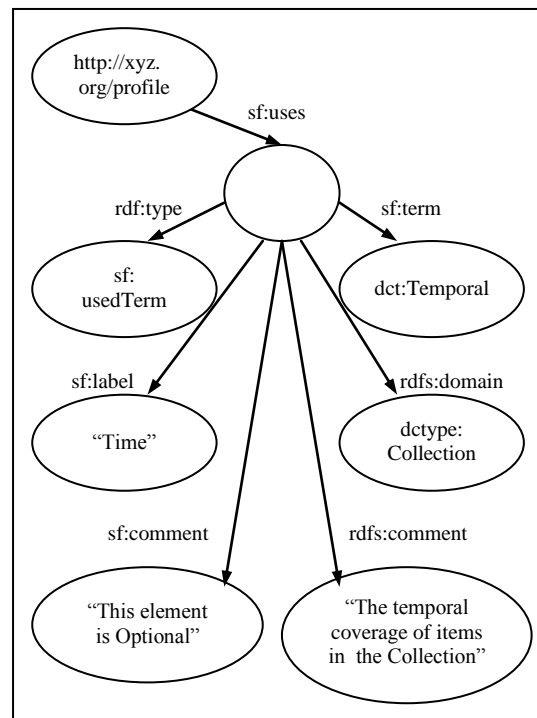 http://xyz.
org/profile
sf:uses
rdf:type
sf:term
sf:
usedTerm
dct:Temporal
sf:label
rdfs:domain
“Time”
dctype:
Collection
sf:comment
rdfs:comment
“This element
is Optional”
“The temporal
coverage of items
in the Collection”